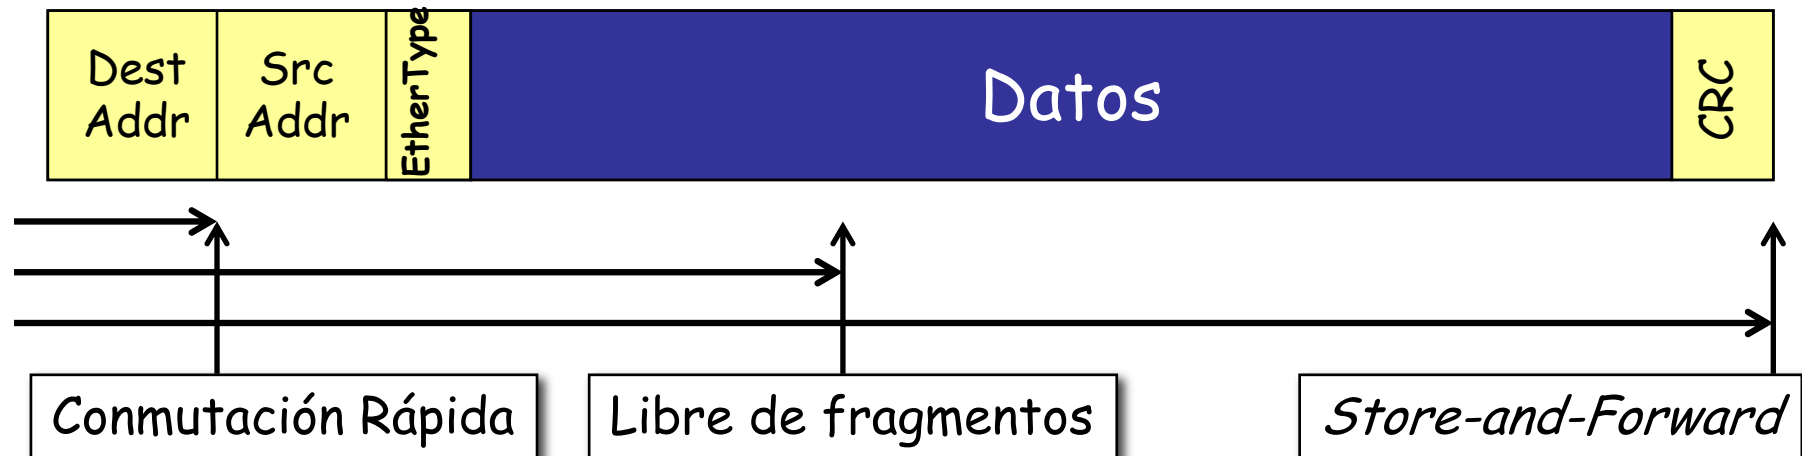 Dest
Addr
Src
Addr
EtherType
Datos
CRC
Conmutación Rápida
Libre de fragmentos
Store-and-Forward